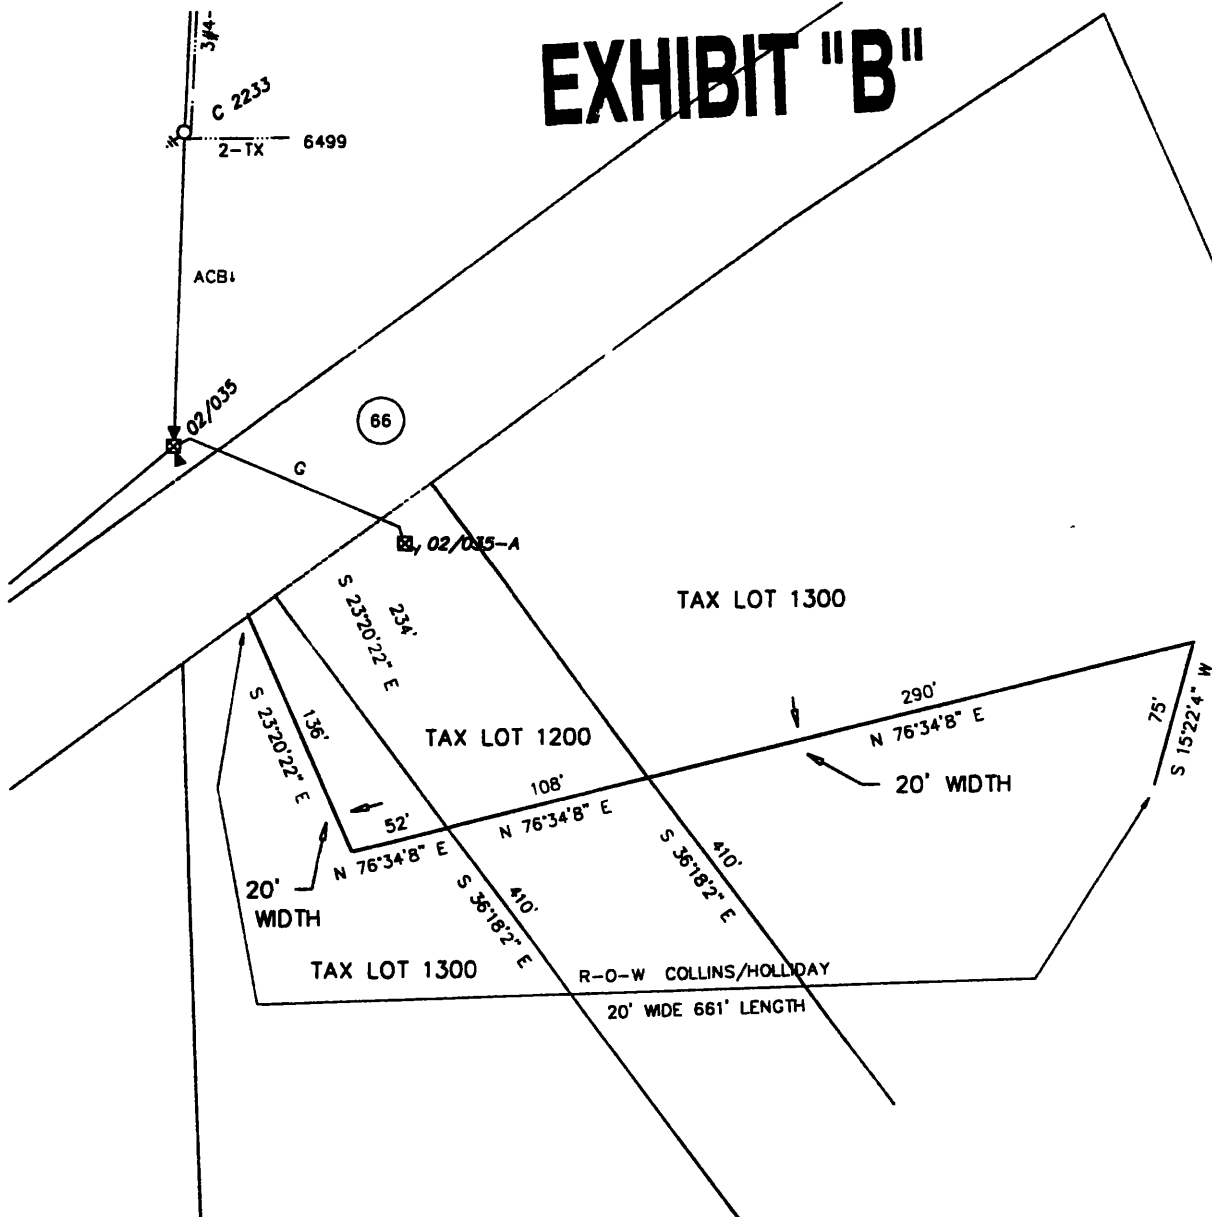 EXHIBIT "B"
3#4-
C 2233
2-TX 6499
ACB
02/035
66
G
02/035-A
S 23°20'22" E
234'
TAX LOT 1300
S 23°20'22" E
136'
TAX LOT 1200
290'
N 76°34'8" E
75'
S 15°22'4" W
20' WIDTH
108'
N 76°34'8" E
52'
N 76°34'8" E
20'
WIDTH
410'
S 36°18'2" E
410'
S 36°18'2" E
TAX LOT 1300
R-O-W COLLINS/HOLLIDAY
20' WIDE 661' LENGTH